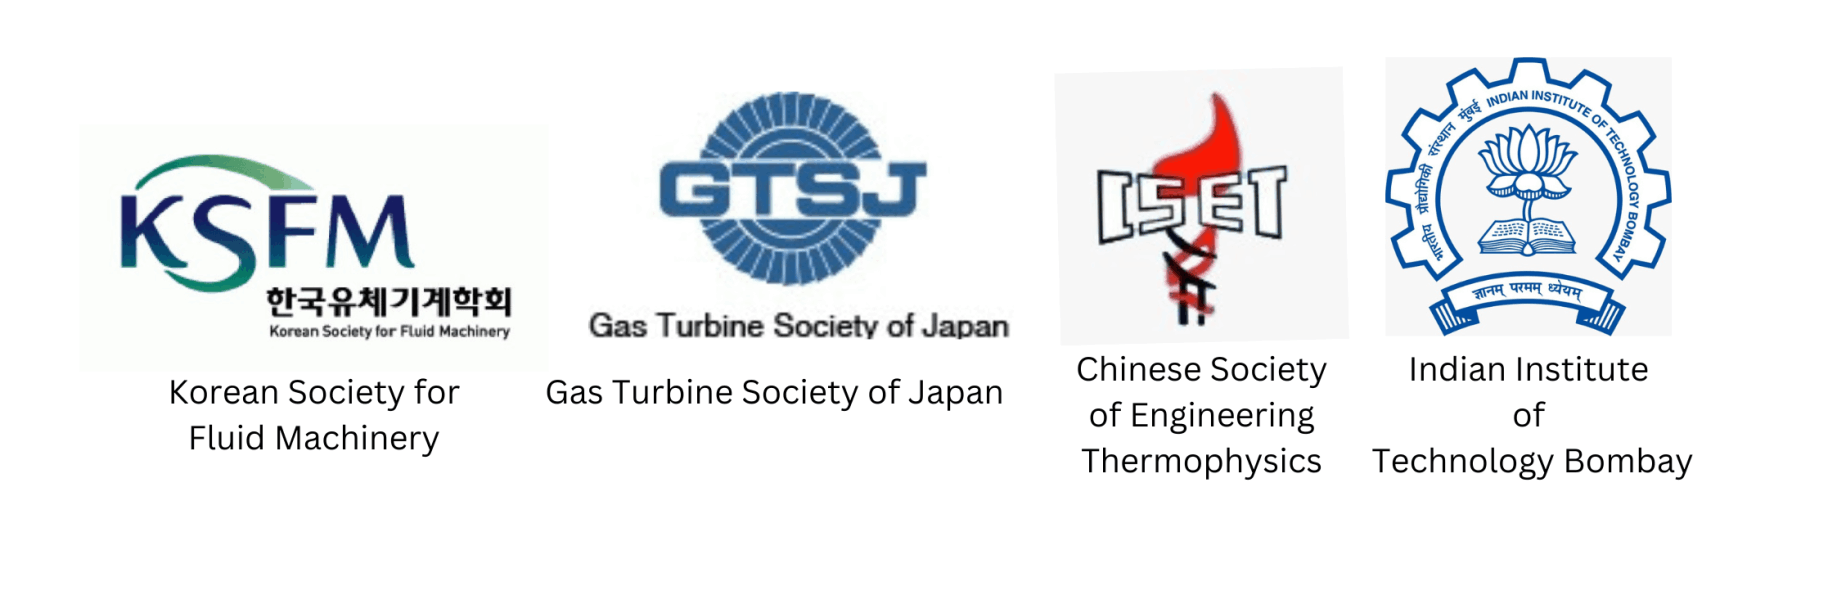 KSFM
한국유체기계학회
Korean Society for Fluid Machinery
Korean Society for
Fluid Machinery
GTSJ
Gas Turbine Society of Japan
Gas Turbine Society of Japan
ISET
Chinese Society
of Engineering
Thermophysics
भारतीय प्रौद्योगिकी संस्थान मुंबई INDIAN INSTITUTE OF TECHNOLOGY BOMBAY
ज्ञानम् परमम् ध्येयम्
Indian Institute
of
Technology Bombay